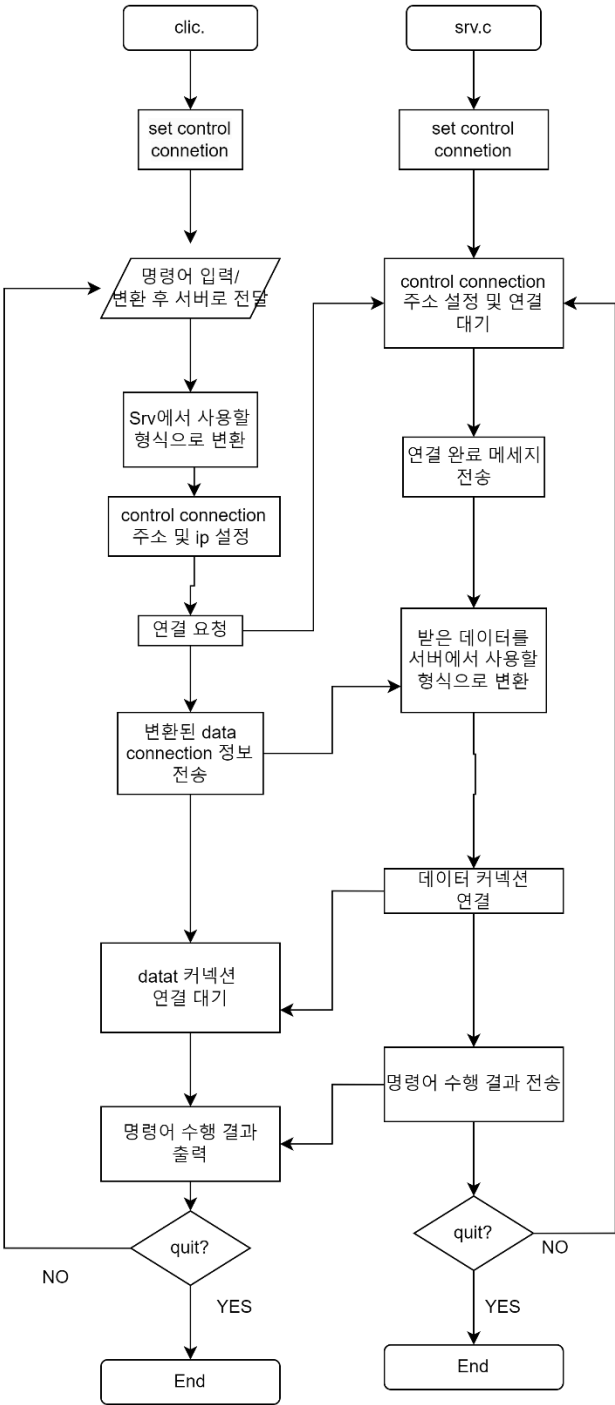 clic.
set control
connetion
명령어 입력/
변환 후 서버로 전달
Srv에서 사용할
형식으로 변환
control connection
주소 및 ip 설정
연결 요청
변환된 data
connection 정보
전송
datat 커넥션
연결 대기
명령어 수행 결과
출력
quit?
NO
YES
End
srv.c
set control
connetion
control connection
주소 설정 및 연결
대기
연결 완료 메세지
전송
받은 데이터를
서버에서 사용할
형식으로 변환
데이터 커넥션
연결
명령어 수행 결과 전송
quit?
NO
YES
End